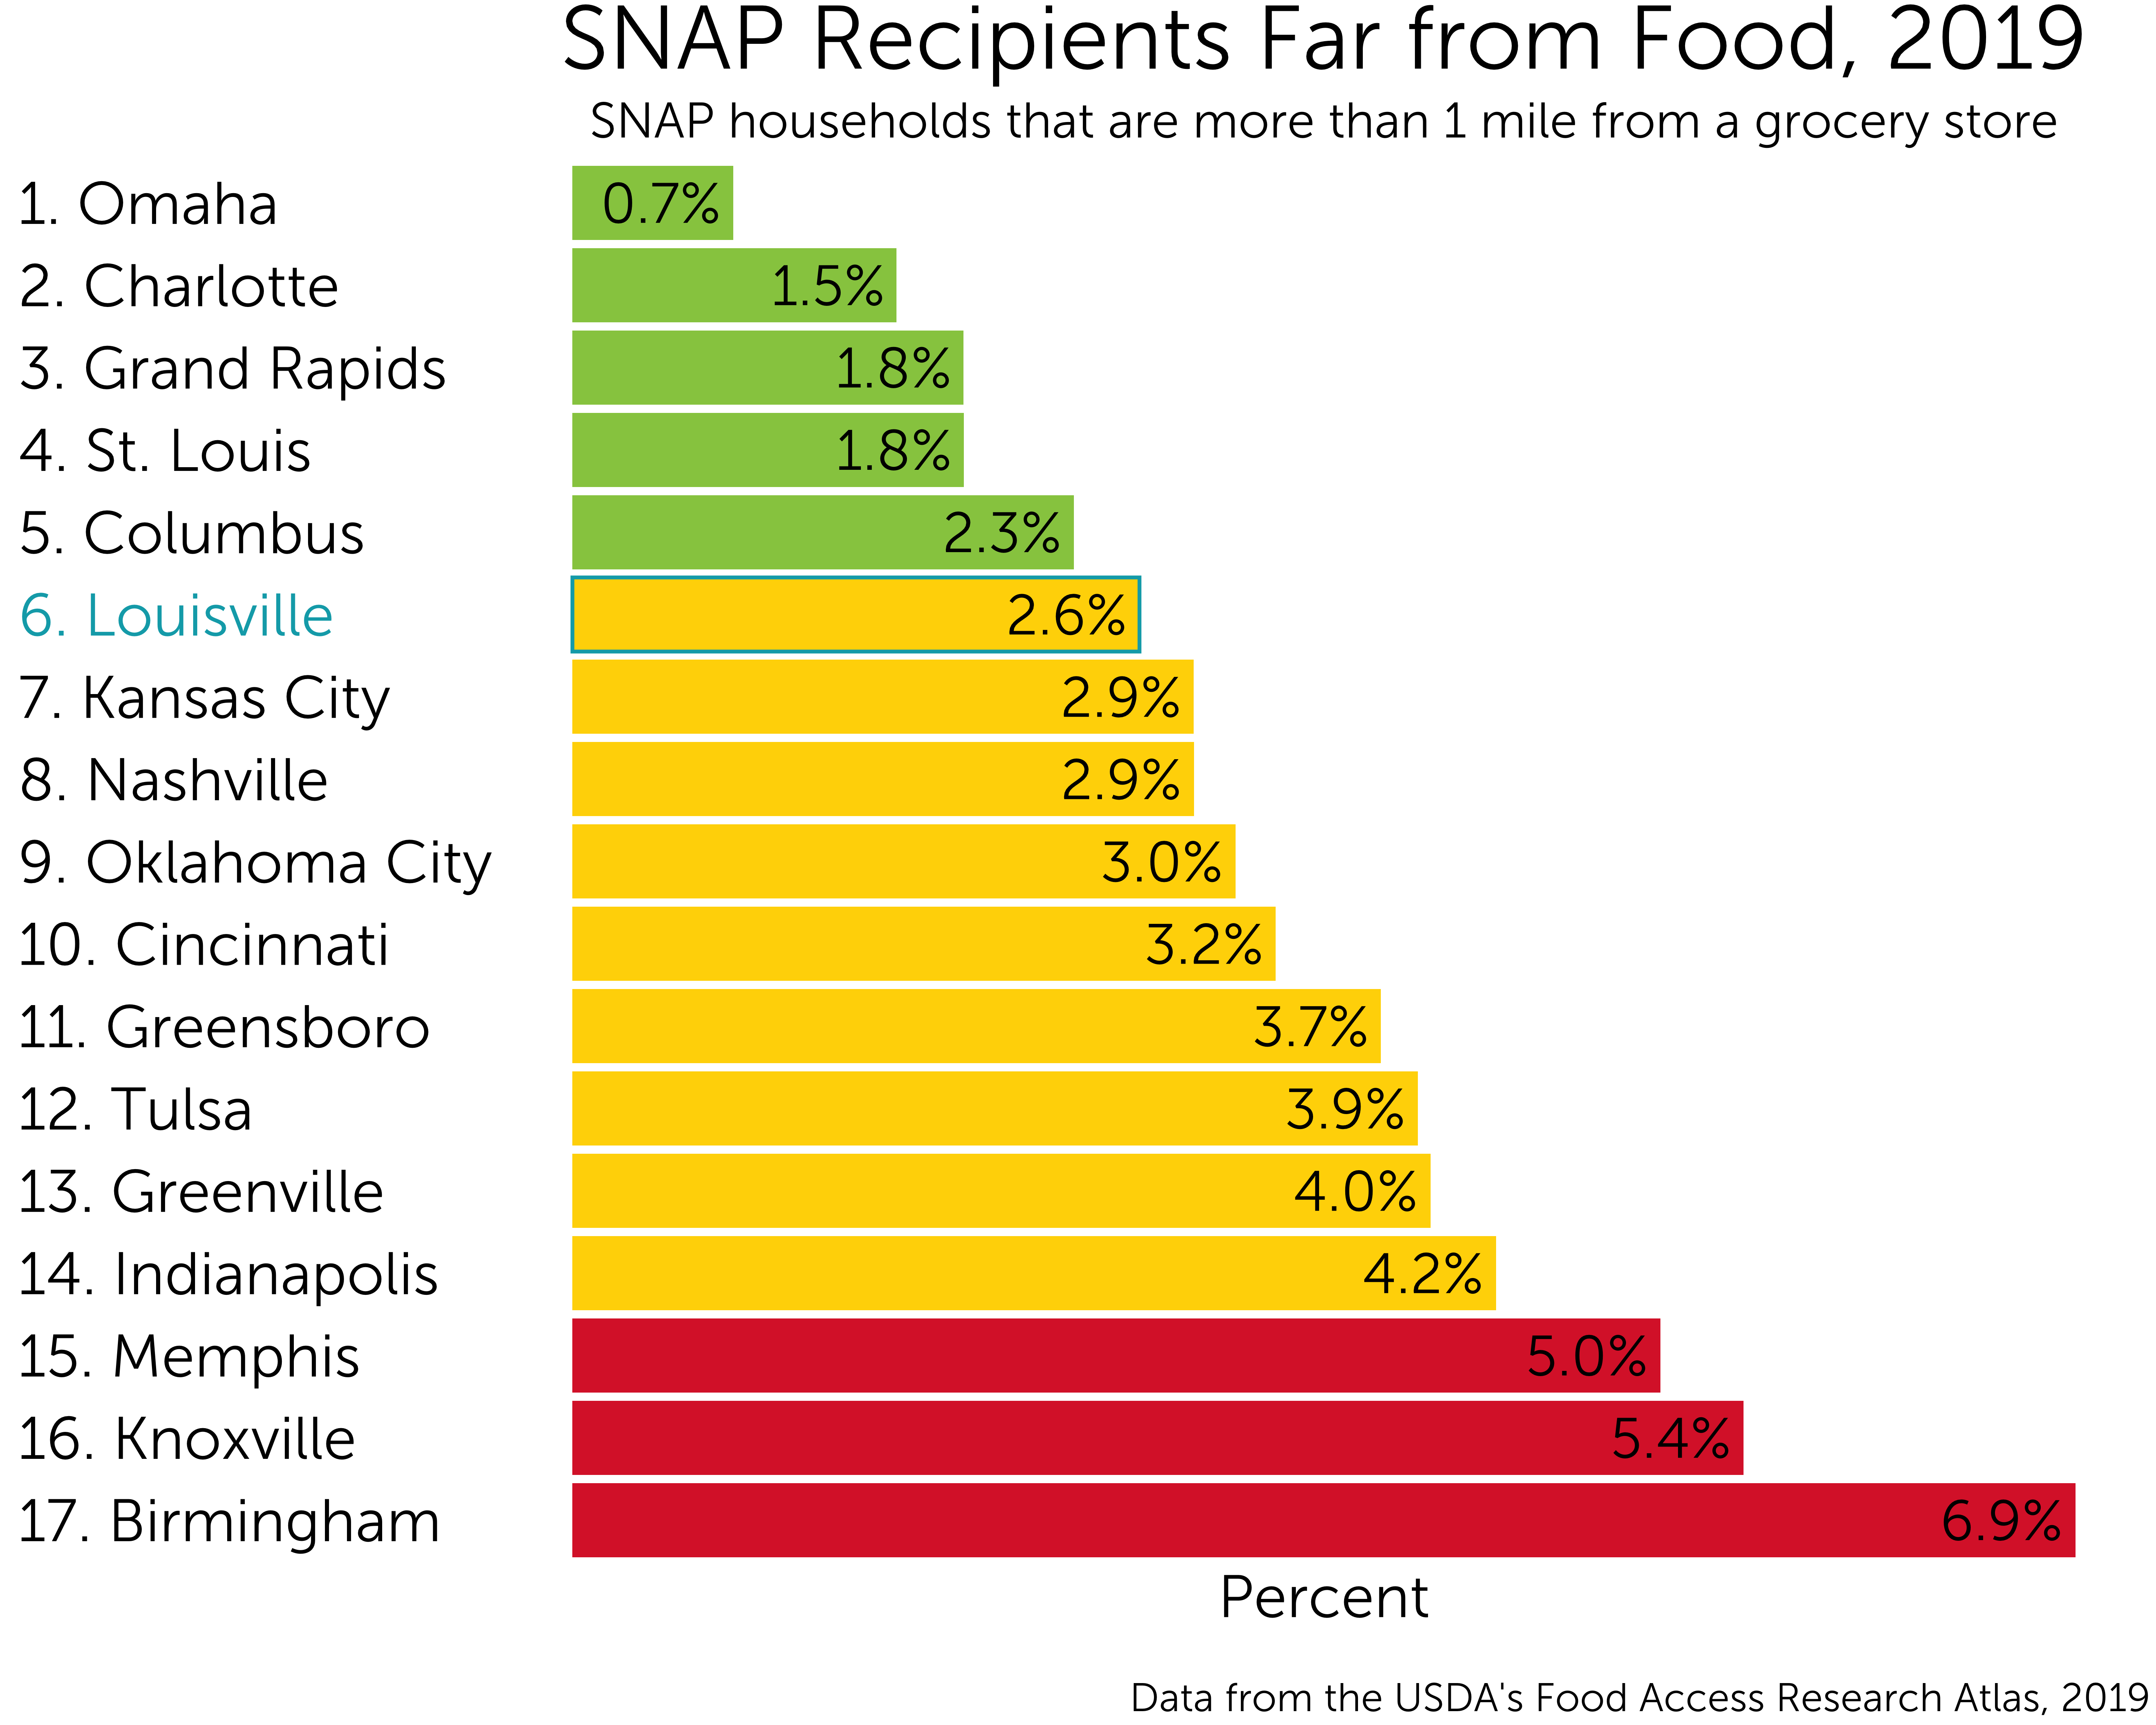 SNAP Recipients Far from Food, 2019
SNAP households that are more than 1 mile from a grocery store
1. Omaha 0.7%
2. Charlotte 1.5%
3. Grand Rapids 1.8%
4. St. Louis 1.8%
5. Columbus 2.3%
6. Louisville 2.6%
7. Kansas City 2.9%
8. Nashville 2.9%
9. Oklahoma City 3.0%
10. Cincinnati 3.2%
11. Greensboro 3.7%
12. Tulsa 3.9%
13. Greenville 4.0%
14. Indianapolis 4.2%
15. Memphis 5.0%
16. Knoxville 5.4%
17. Birmingham 6.9%
Percent
Data from the USDA's Food Access Research Atlas, 2019